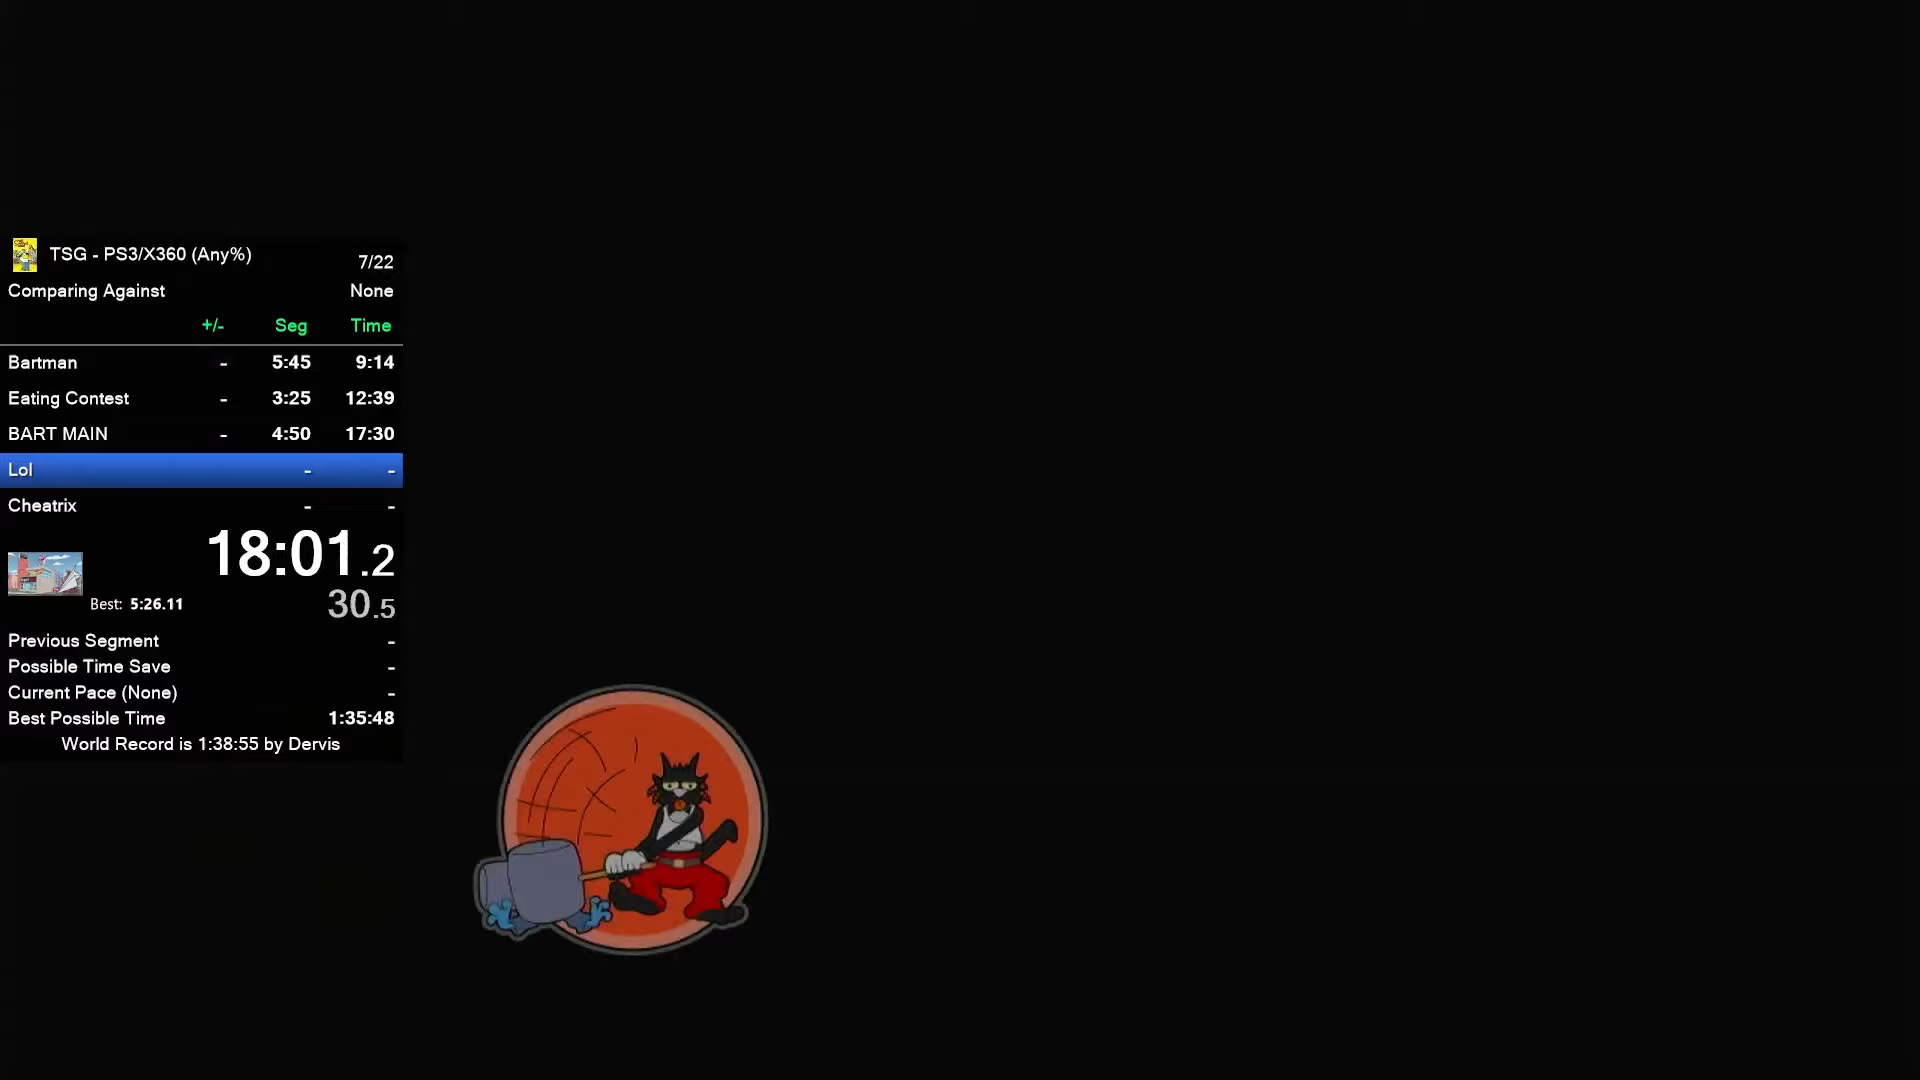 TSG - PS3/X360 (Any%) 7/22
Comparing Against None
+/- Seg Time
Bartman - 5:45 9:14
Eating Contest - 3:25 12:39
BART MAIN - 4:50 17:30
Lol - -
Cheatrix - -
18:01.2
Best: 5:26.11 30.5
Previous Segment -
Possible Time Save -
Current Pace (None) -
Best Possible Time 1:35:48
World Record is 1:38:55 by Dervis